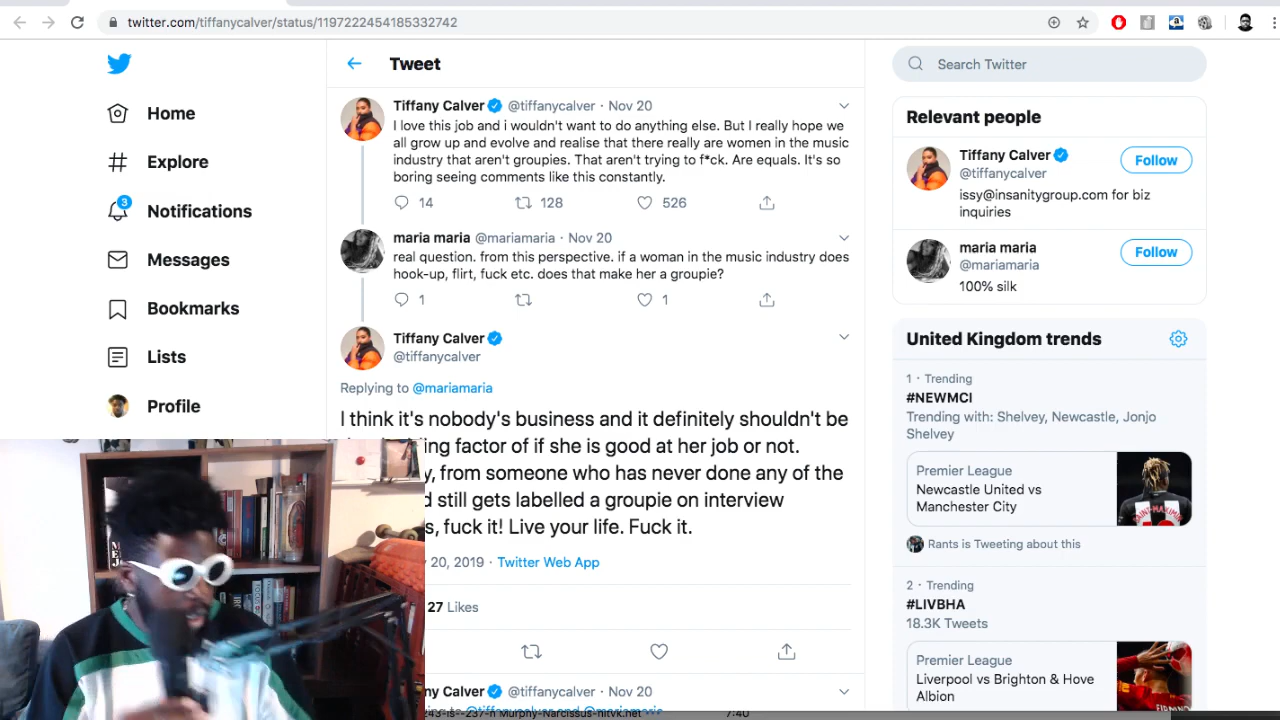 twitter.com/tiffanycalver/status/1197222454185332742
Home
Explore
3
Notifications
Messages
Bookmarks
Lists
Profile
Tweet
Tiffany Calver @tiffanycalver · Nov 20
I love this job and i wouldn't want to do anything else. But I really hope we
all grow up and evolve and realise that there really are women in the music
industry that aren't groupies. That aren't trying to f*ck. Are equals. It's so
boring seeing comments like this constantly.
14 128 526
maria maria @mariamaria · Nov 20
real question. from this perspective. if a woman in the music industry does
hook-up, flirt, fuck etc. does that make her a groupie?
1 1
Tiffany Calver
@tiffanycalver
Replying to @mariamaria
I think it's nobody's business and it definitely shouldn't be
ing factor of if she is good at her job or not.
y, from someone who has never done any of the
d still gets labelled a groupie on interview
s, fuck it! Live your life. Fuck it.
20, 2019 · Twitter Web App
27 Likes
ny Calver @tiffanycalver · Nov 20
@tiffanycalver and @mariamaria
7:40
Search Twitter
Relevant people
Tiffany Calver
@tiffanycalver
Follow
issy@insanitygroup.com for biz
inquiries
maria maria
@mariamaria
Follow
100% silk
United Kingdom trends
1 · Trending
#NEWMCI
Trending with: Shelvey, Newcastle, Jonjo
Shelvey
Premier League
Newcastle United vs
Manchester City
Rants is Tweeting about this
2 · Trending
#LIVBHA
18.3K Tweets
Premier League
Liverpool vs Brighton & Hove
Albion